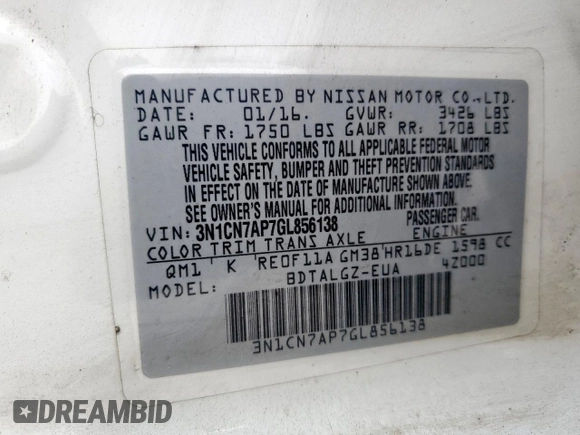 MANUFACTURED BY NISSAN MOTOR CO.,LTD.
DATE: 01/16. GVWR: 3426 LBS
GAWR FR: 1750 LBS GAWR RR: 1708 LBS
THIS VEHICLE CONFORMS TO ALL APPLICABLE FEDERAL MOTOR
VEHICLE SAFETY, BUMPER AND THEFT PREVENTION STANDARDS
IN EFFECT ON THE DATE OF MANUFACTURE SHOWN ABOVE.
SEE OWNER'S MANUAL FOR ADDITIONAL INFORMATION.
VIN: 3N1CN7AP7GL856138 PASSENGER CAR.
COLOR TRIM TRANS AXLE ENGINE
QM1' K 'RE0F11A GM38'HR16DE 1598 CC
MODEL: BDTALGZ-EUA 4Z000
3N1CN7AP7GL856138
DREAMBID